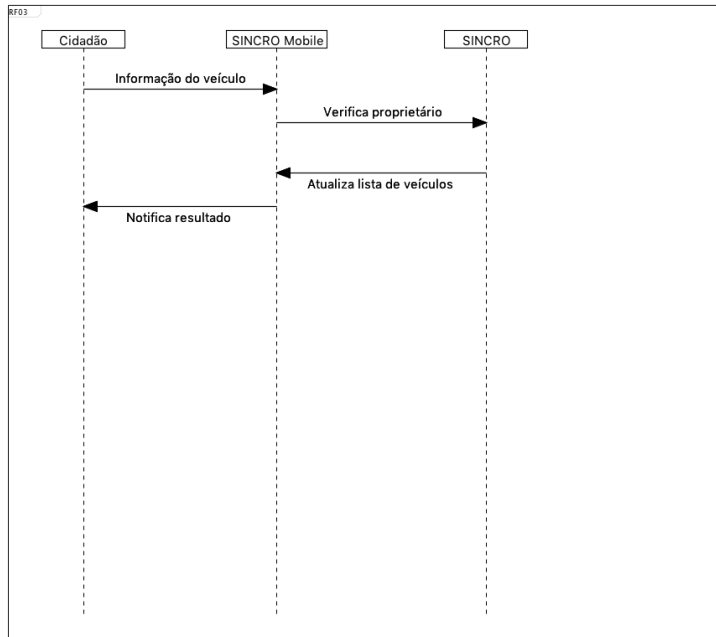 RF03
Cidadão
SINCRO Mobile
SINCRO
Informação do veículo
Verifica proprietário
Atualiza lista de veículos
Notifica resultado